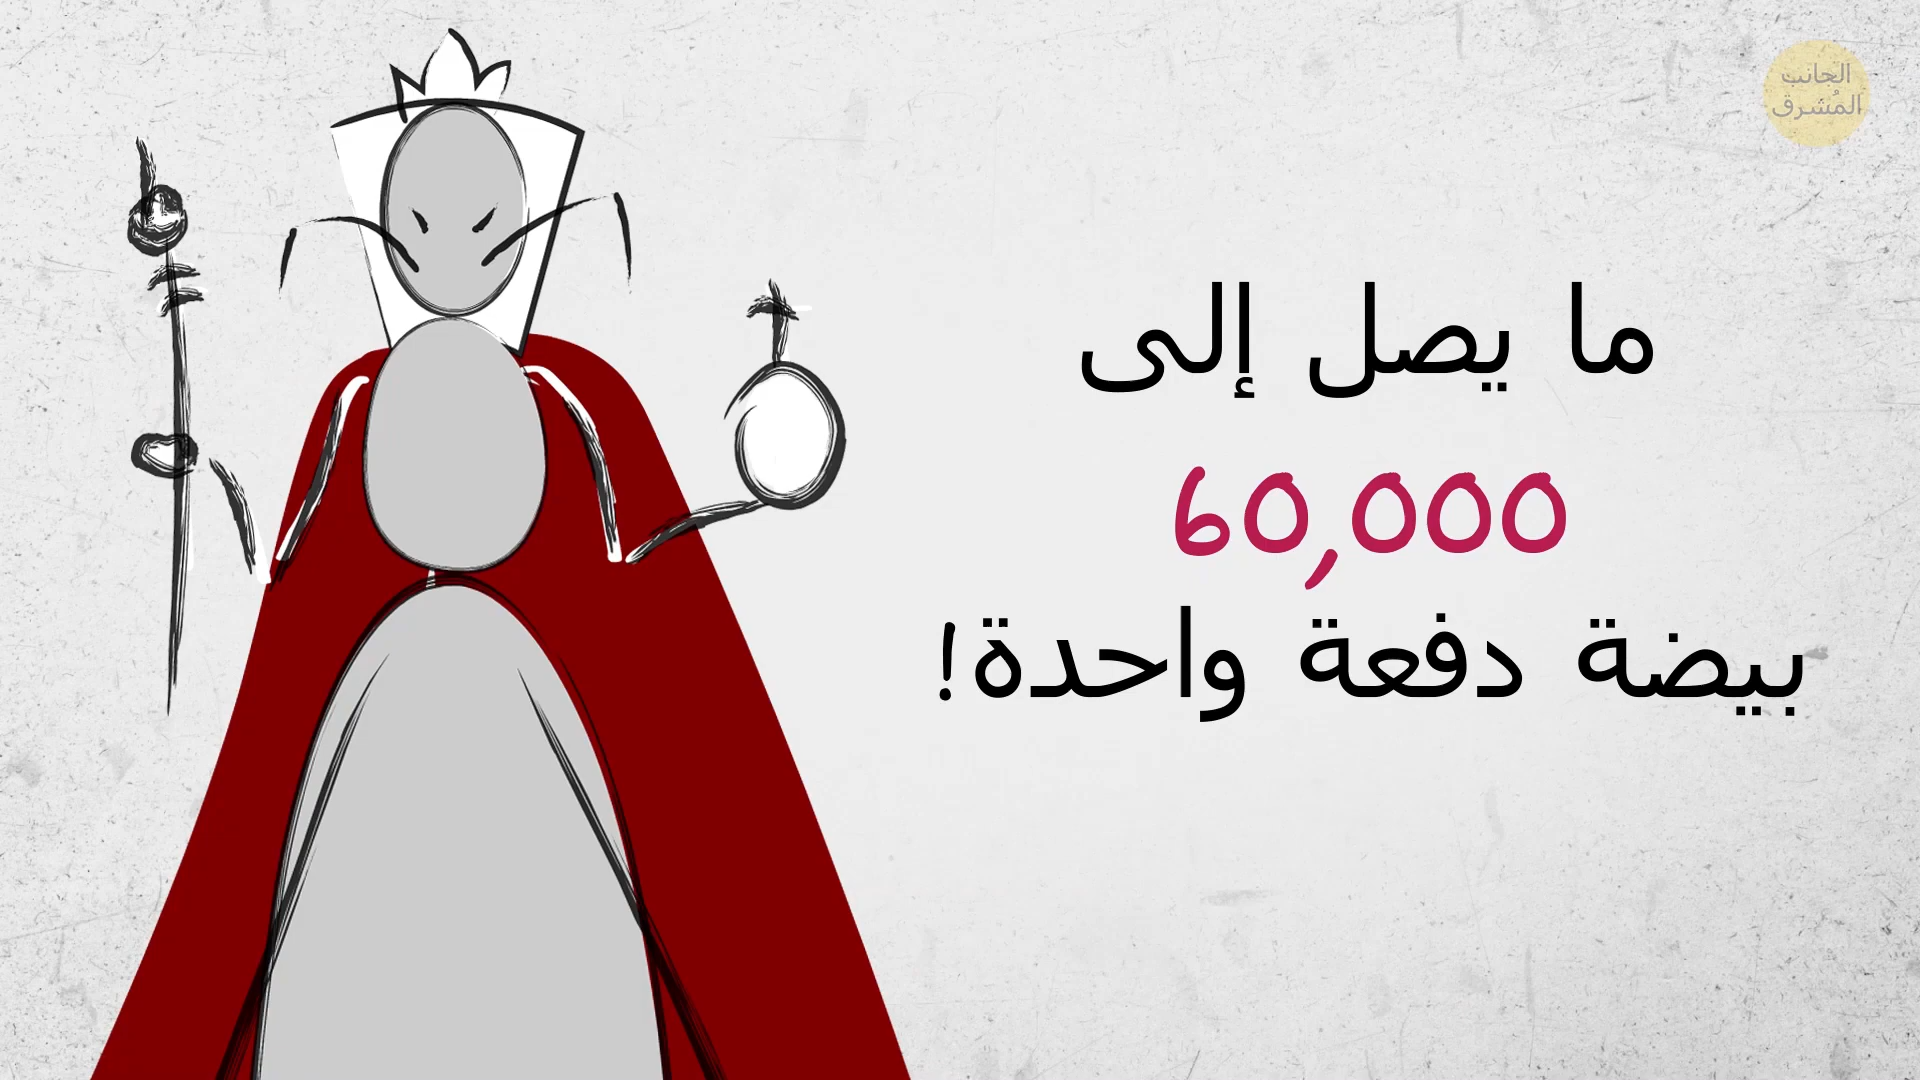 الجانب
المُشرق
ما يصل إلى
60,000
بيضة دفعة واحدة!